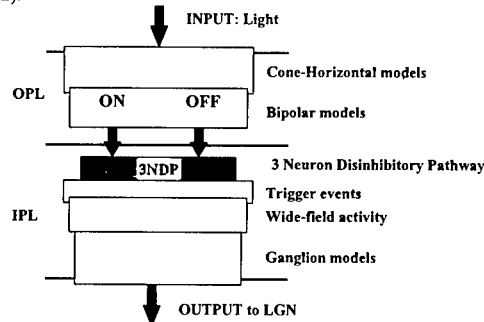 2).
INPUT: Light
Cone-Horizontal models
OPL
ON OFF
Bipolar models
3NDP
3 Neuron Disinhibitory Pathway
Trigger events
IPL
Wide-field activity
Ganglion models
OUTPUT to LGN